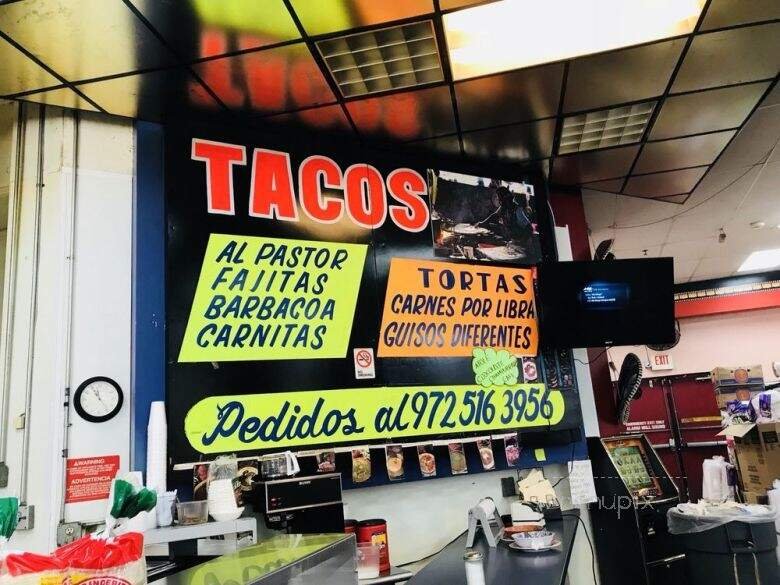 TACOS
AL PASTOR
FAJITAS
BARBACOA
CARNITAS
TORTAS
CARNES POR LIBRA
GUISOS DIFERENTES
Pedidos al 972 516 3956
EXIT
WARNING
ADVERTENCIA